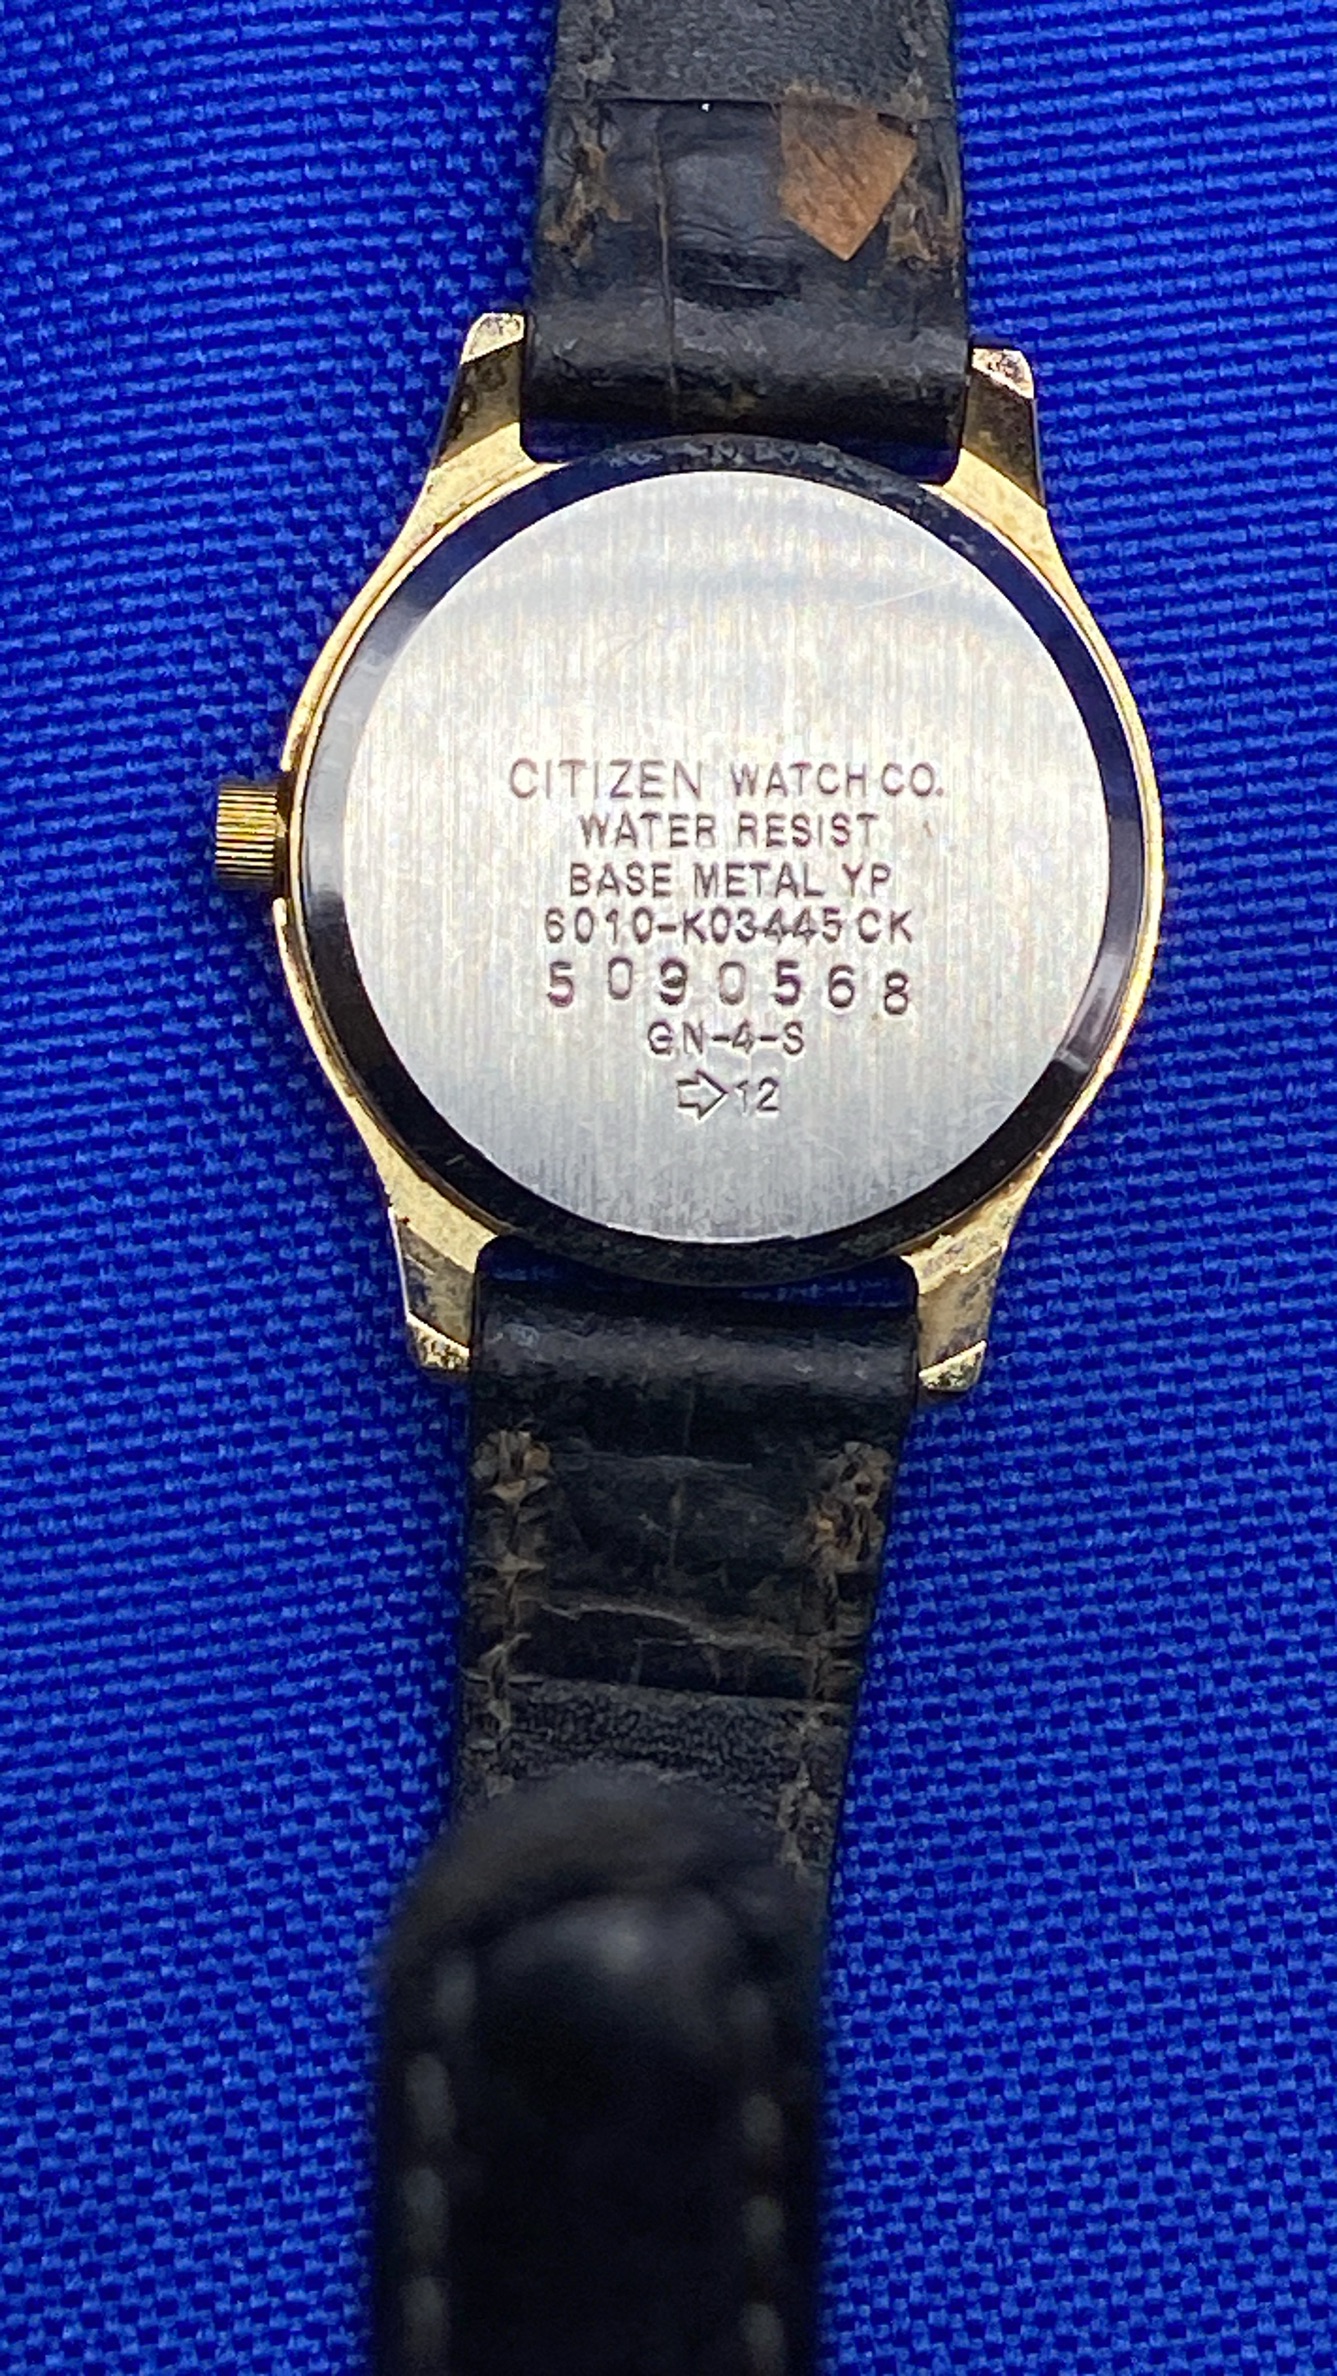 CITIZEN WATCH CO.
WATER RESIST
BASE METAL YP
6010-K03445 CK
5090568
GN-4-S
⇨12